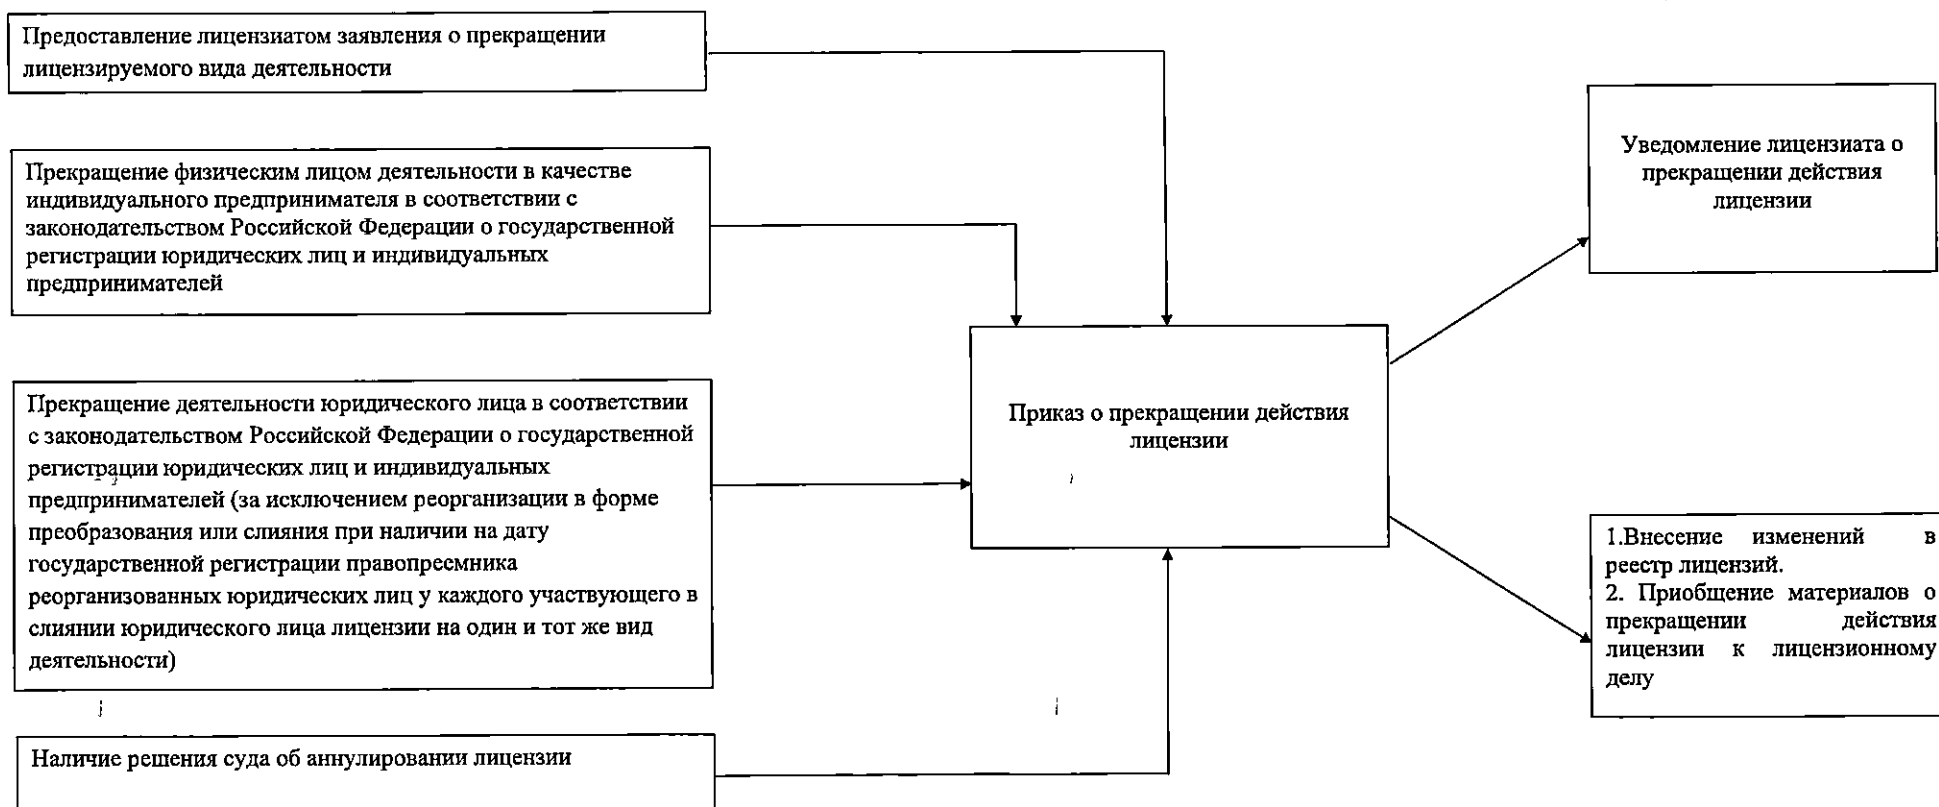 Предоставление лицензиатом заявления о прекращении
лицензируемого вида деятельности
Прекращение физическим лицом деятельности в качестве
индивидуального предпринимателя в соответствии с
законодательством Российской Федерации о государственной
регистрации юридических лиц и индивидуальных
предпринимателей
Прекращение деятельности юридического лица в соответствии
с законодательством Российской Федерации о государственной
регистрации юридических лиц и индивидуальных
предпринимателей (за исключением реорганизации в форме
преобразования или слияния при наличии на дату
государственной регистрации правопреемника
реорганизованных юридических лиц у каждого участвующего в
слиянии юридического лица лицензии на один и тот же вид
деятельности)
Наличие решения суда об аннулировании лицензии
Приказ о прекращении действия
лицензии
Уведомление лицензиата о
прекращении действия
лицензии
1.Внесение изменений в
реестр лицензий.
2. Приобщение материалов о
прекращении действия
лицензии к лицензионному
делу